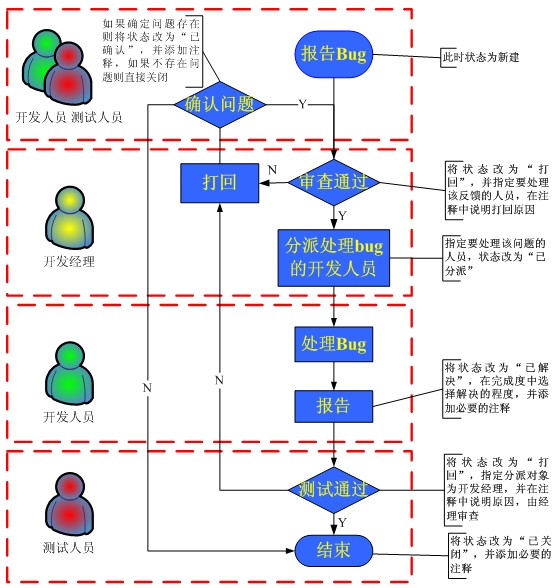 如果确定问题存在
则将状态改为“已
确认”，并添加注
释，如果不存在问
题则直接关闭
报告Bug
此时状态为新建
开发人员 测试人员
确认问题
Y
打回
N
审查通过
将状态改为“打
回”，并指定要处理
该反馈的人员，在注
释中说明打回原因
Y
开发经理
分派处理bug
的开发人员
指定要处理该问题的
人员，状态改为“已
分派”
处理Bug
开发人员
N
N
报告
将状态改为“已解
决”，在完成度中选
择解决的程度，并添
加必要的注释
测试通过
将状态改为“打
回”，指定分派对象
为开发经理，并在注
释中说明原因，由经
理审查
Y
测试人员
结束
将状态改为“已关
闭”，并添加必要的
注释